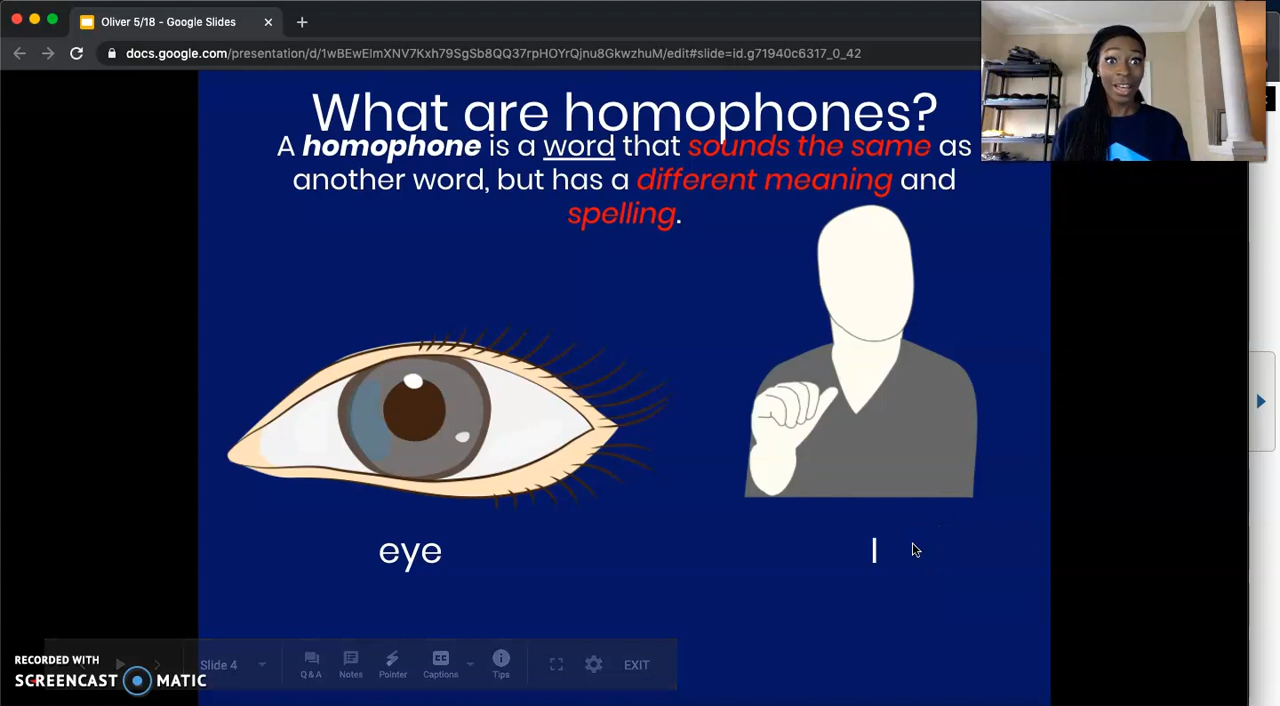 Oliver 5/18 - Google Slides
docs.google.com/presentation/d/1wBEwElmXNV7Kxh79SgSb8QQ37rpHOYrQjnu8GkwzhuM/edit#slide=id.g71940c6317_0_42
What are homophones?
A homophone is a word that sounds the same as
another word, but has a different meaning and
spelling.
eye
I
Slide 4
Q&A
Notes
Pointer
Captions
Tips
EXIT
RECORDED WITH
SCREENCAST MATIC